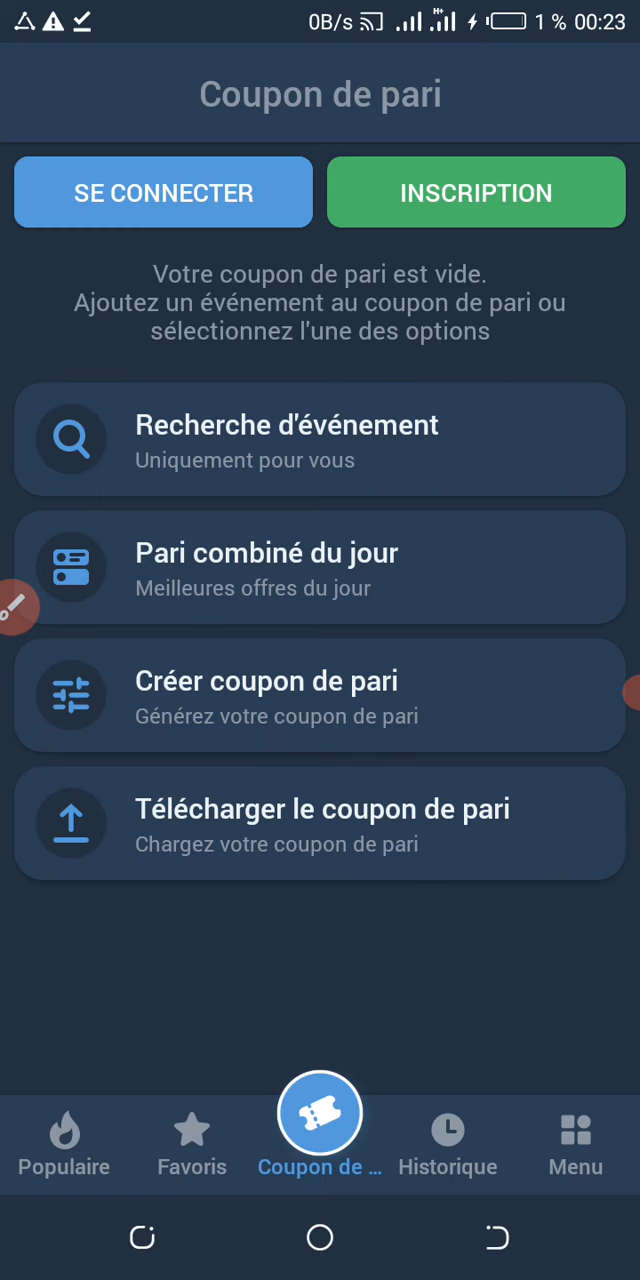 0B/s H+ 1 % 00:23
Coupon de pari
SE CONNECTER INSCRIPTION
Votre coupon de pari est vide.
Ajoutez un événement au coupon de pari ou
sélectionnez l'une des options
Recherche d'événement
Uniquement pour vous
Pari combiné du jour
Meilleures offres du jour
Créer coupon de pari
Générez votre coupon de pari
Télécharger le coupon de pari
Chargez votre coupon de pari
Populaire Favoris Coupon de ... Historique Menu